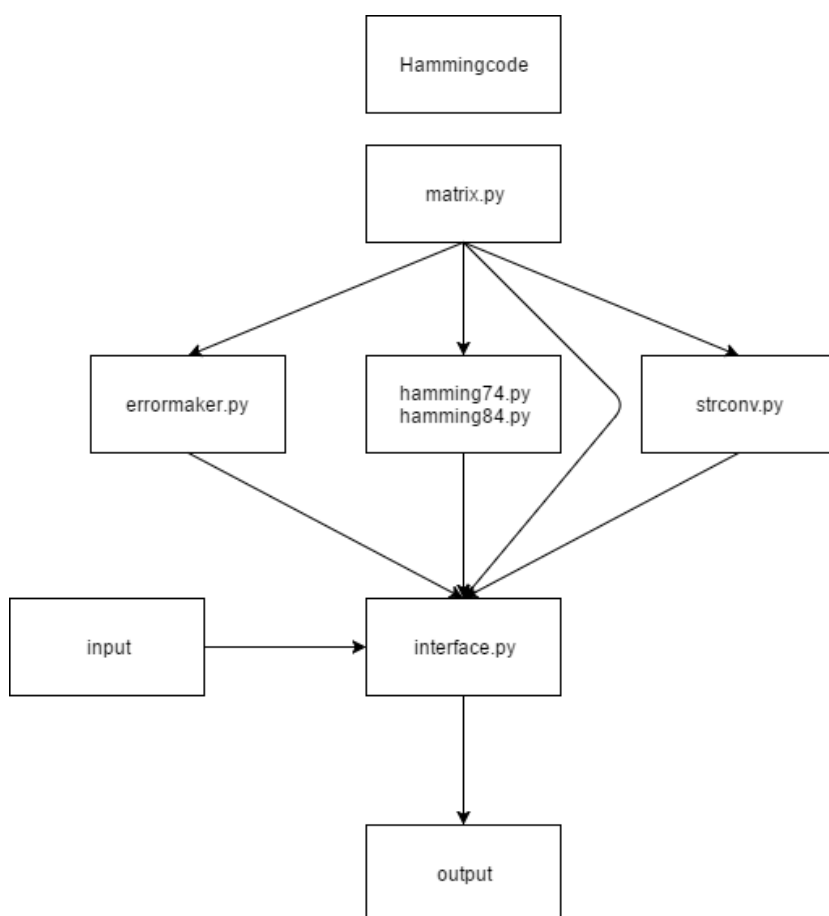 Hammingcode
matrix.py
errormaker.py
hamming74.py
hamming84.py
strconv.py
input
interface.py
output